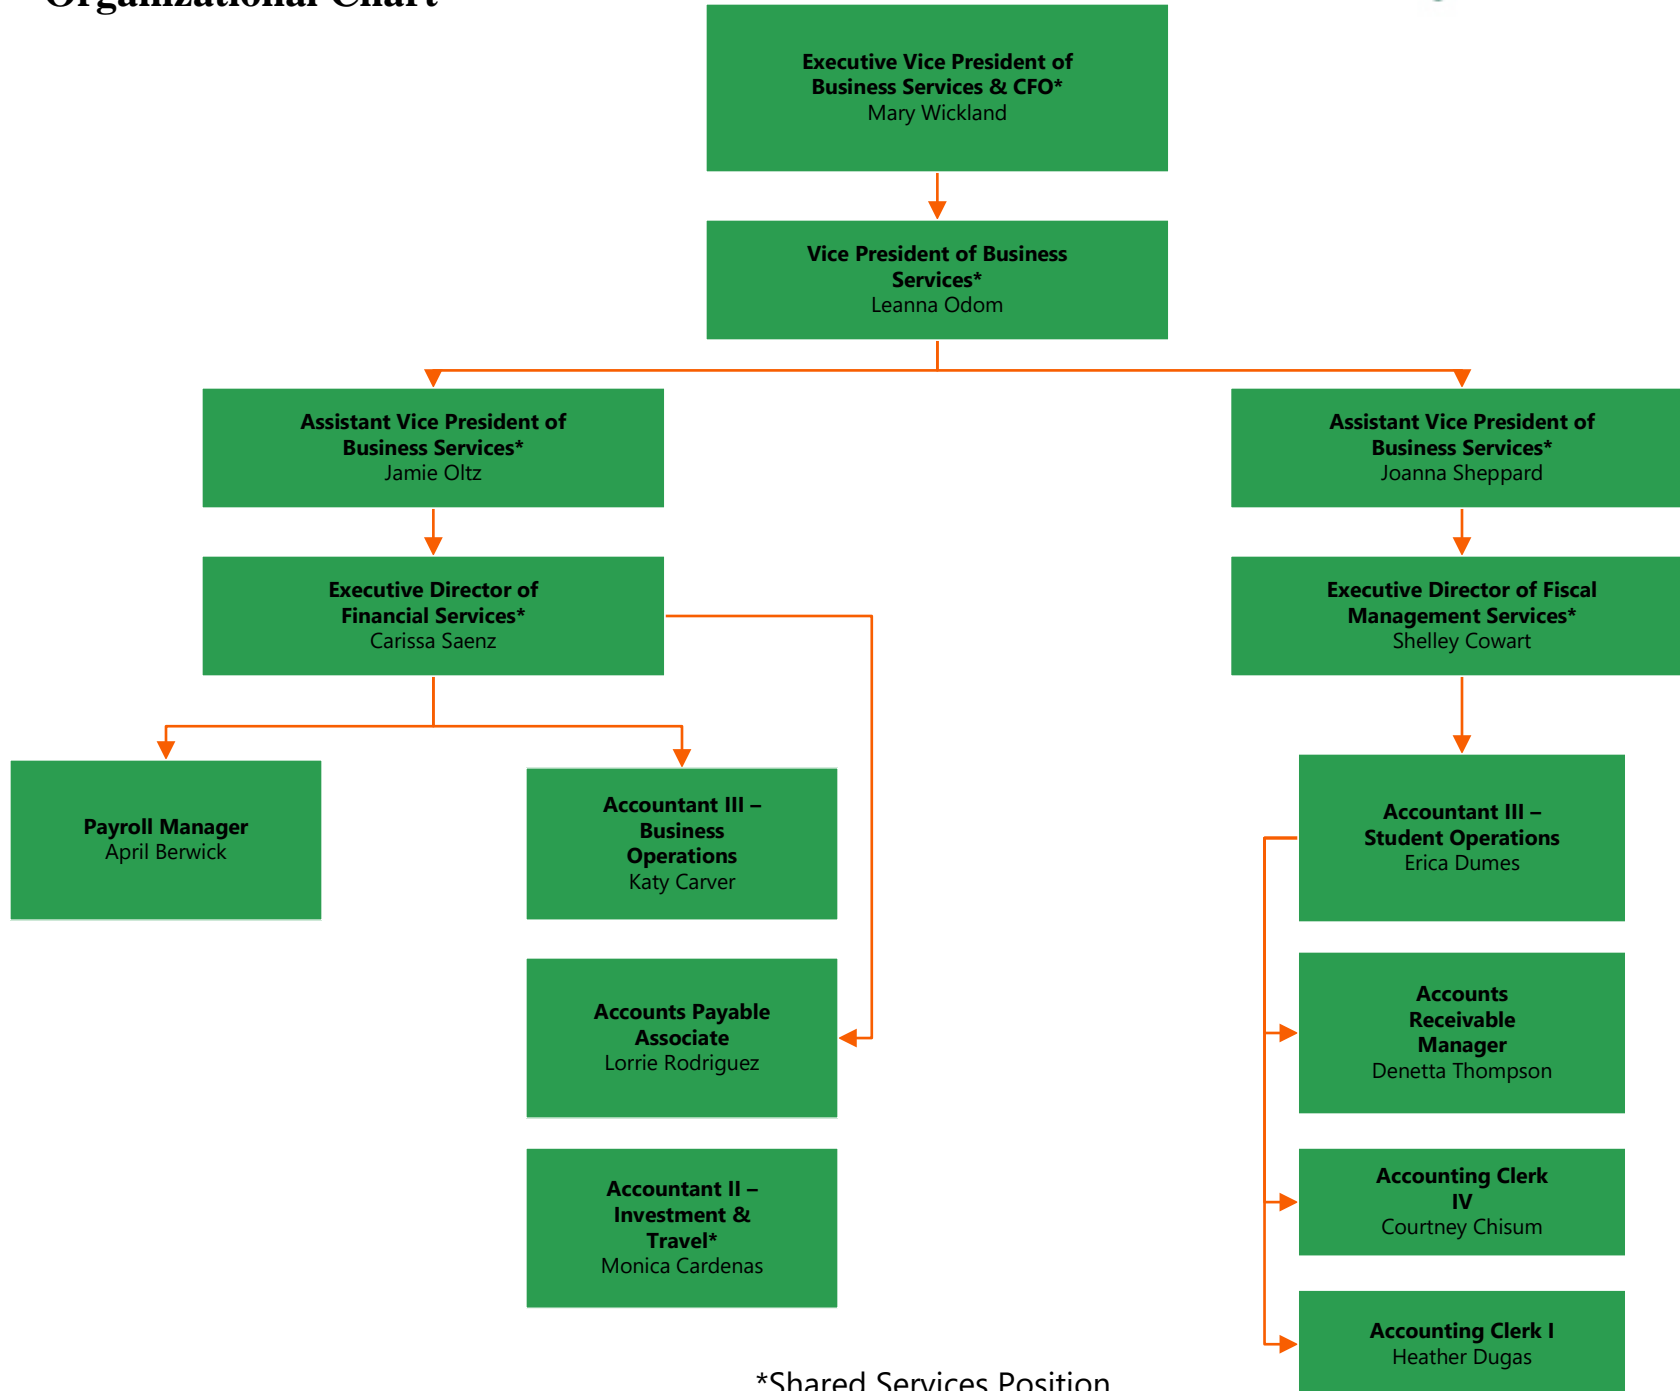 Organizational Chart
Executive Vice President of
Business Services & CFO*
Mary Wickland
Vice President of Business
Services*
Leanna Odom
Assistant Vice President of
Business Services*
Jamie Oltz
Assistant Vice President of
Business Services*
Joanna Sheppard
Executive Director of
Financial Services*
Carissa Saenz
Executive Director of Fiscal
Management Services*
Shelley Cowart
Payroll Manager
April Berwick
Accountant III –
Business
Operations
Katy Carver
Accountant III –
Student Operations
Erica Dumes
Accounts Payable
Associate
Lorrie Rodriguez
Accounts
Receivable
Manager
Denetta Thompson
Accountant II –
Investment &
Travel*
Monica Cardenas
Accounting Clerk
IV
Courtney Chisum
Accounting Clerk I
Heather Dugas
*Shared Services Position